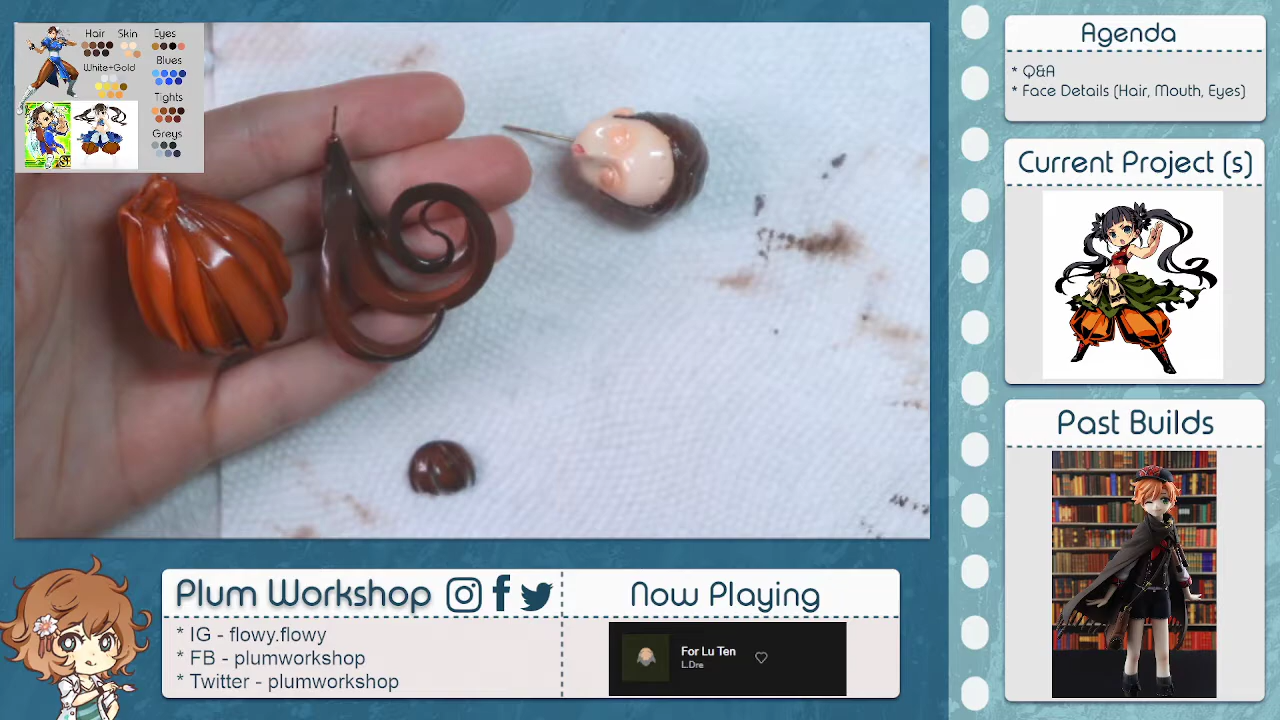 Hair Skin Eyes
White+Gold
Blues
Tights
Greys
Agenda
* Q&A
* Face Details (Hair, Mouth, Eyes)
Current Project (s)
Past Builds
Plum Workshop
* IG - flowy.flowy
* FB - plumworkshop
* Twitter - plumworkshop
Now Playing
For Lu Ten
L.Dre